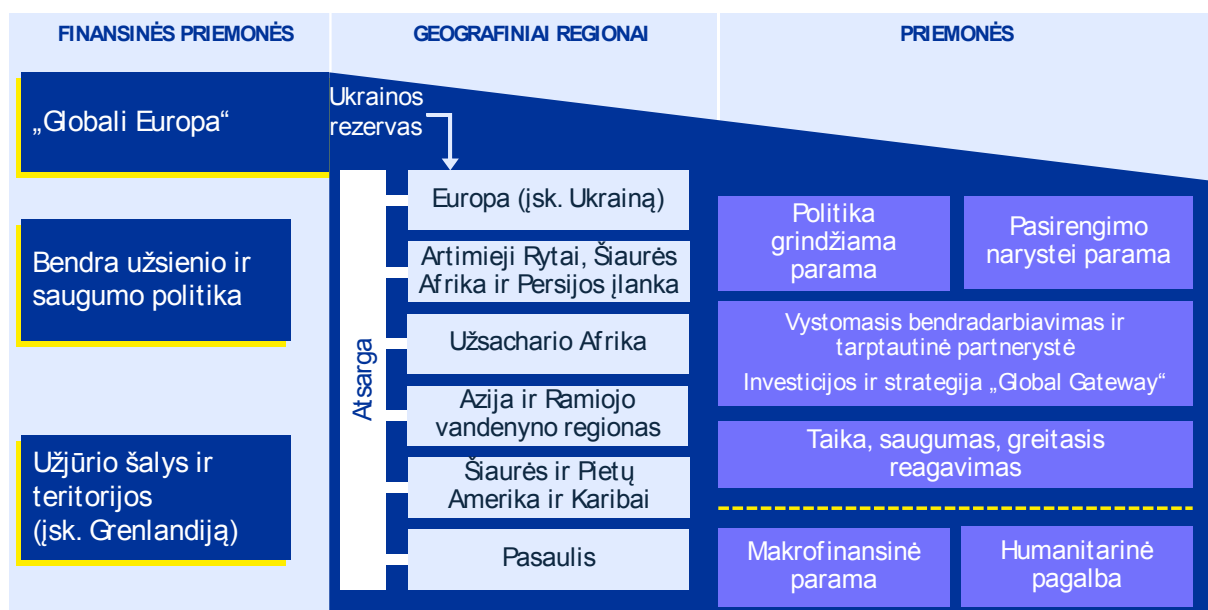 FINANSINĖS PRIEMONĖS
GEOGRAFINIAI REGIONAI
PRIEMONĖS
„Globali Europa“
Bendra užsienio ir
saugumo politika
Užjūrio šalys ir
teritorijos
(įsk. Grenlandiją)
Ukrainos
rezervas
Atsarga
Europa (įsk. Ukrainą)
Artimieji Rytai, Šiaurės
Afrika ir Persijos įlanka
Užsachario Afrika
Azija ir Ramiojo
vandenyno regionas
Šiaurės ir Pietų
Amerika ir Karibai
Pasaulis
Politika
grindžiama
parama
Pasirengimo
narystei parama
Vystomasis bendradarbiavimas ir
tarptautinė partnerystė
Investicijos ir strategija „Global Gateway“
Taika, saugumas, greitasis
reagavimas
Makrofinansinė
parama
Humanitarinė
pagalba